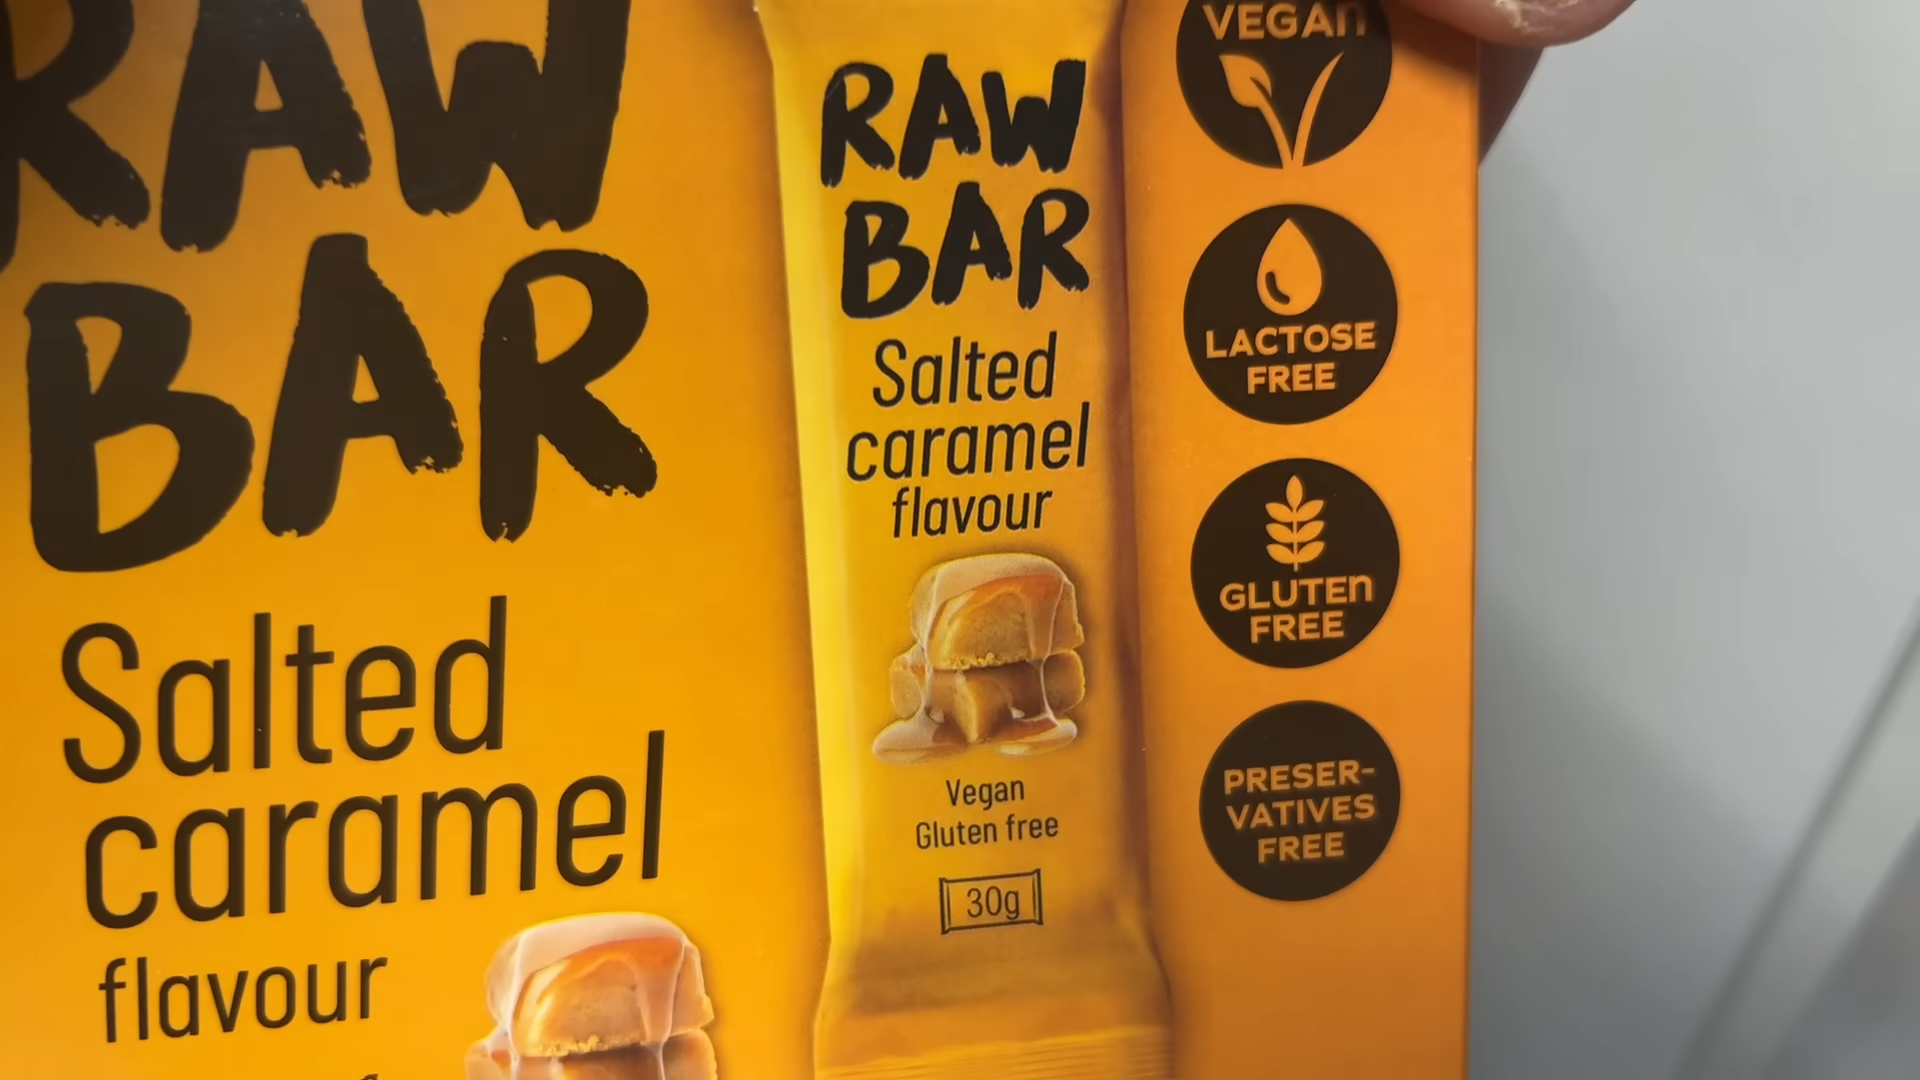 RAW
BAR
Salted
caramel
flavour
RAW
BAR
Salted
caramel
flavour
Vegan
Gluten free
30g
VEGAN
LACTOSE
FREE
GLUTEN
FREE
PRESER-
VATIVES
FREE